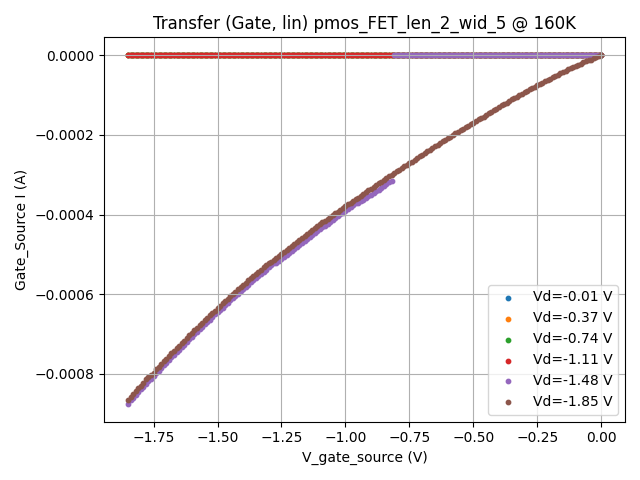 Transfer (Gate, lin) pmos_FET_len_2_wid_5 @ 160K
Gate_Source I (A)
0.0000
−0.0002
−0.0004
−0.0006
−0.0008
Vd=-0.01 V
Vd=-0.37 V
Vd=-0.74 V
Vd=-1.11 V
Vd=-1.48 V
Vd=-1.85 V
−1.75 −1.50 −1.25 −1.00 −0.75 −0.50 −0.25 0.00
V_gate_source (V)